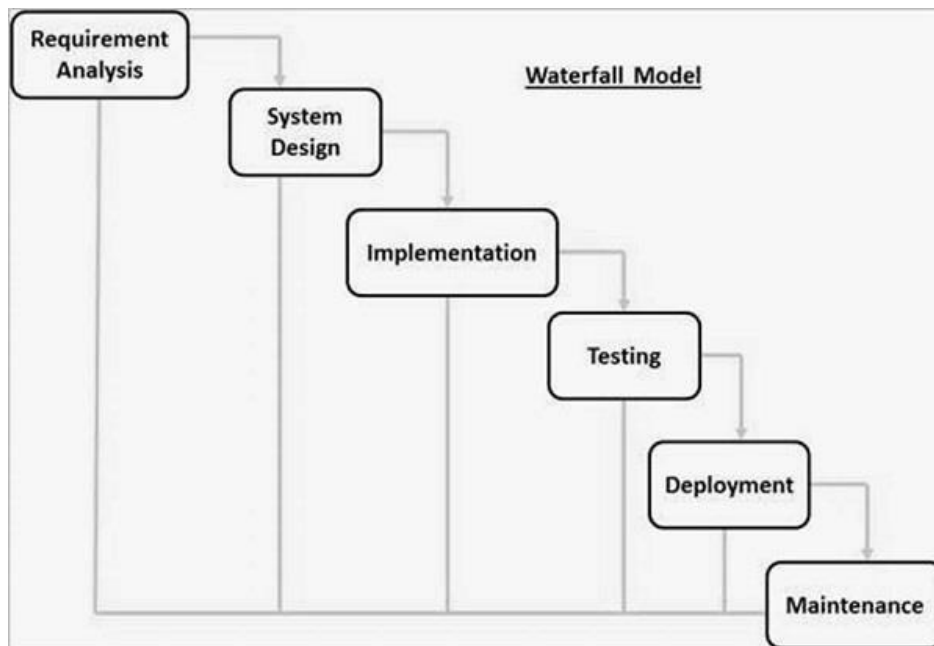 Requirement
Analysis
Waterfall Model
System
Design
Implementation
Testing
Deployment
Maintenance